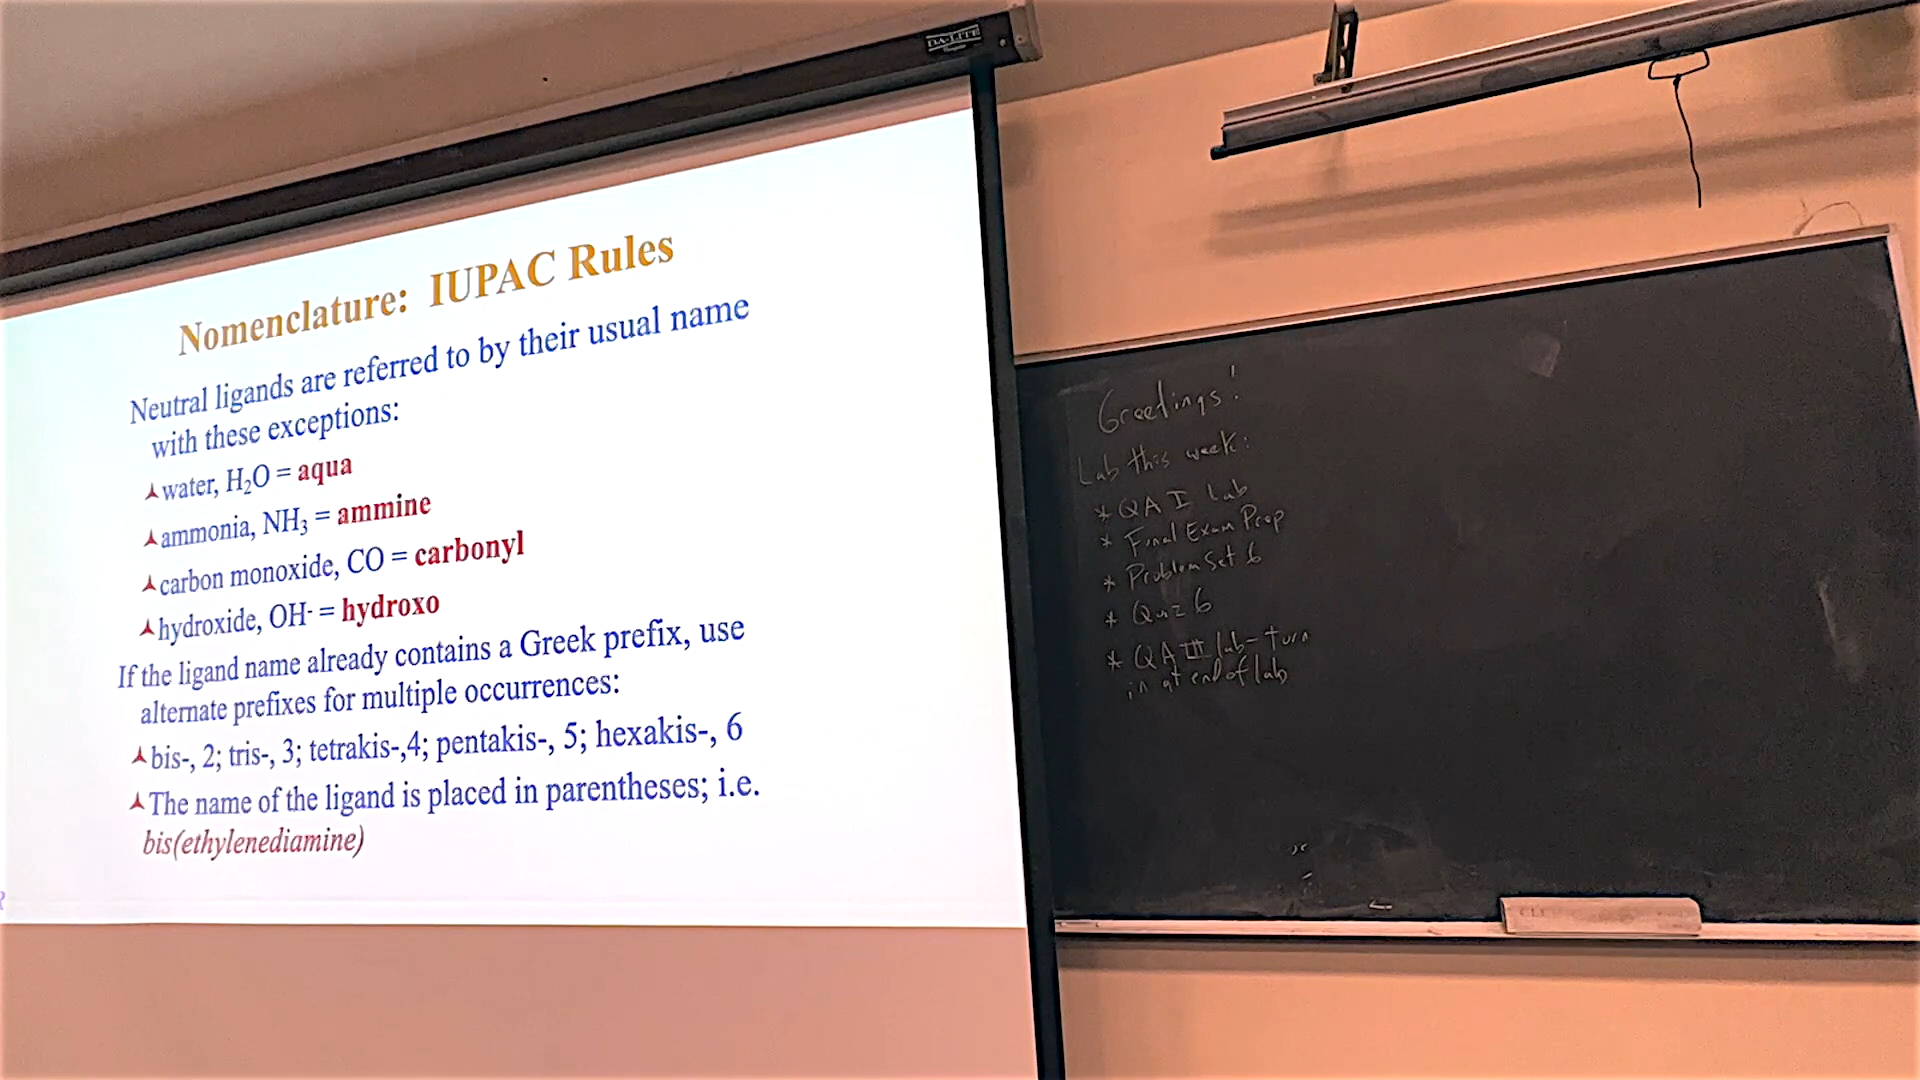 DA-LITE
Nomenclature: IUPAC Rules
Neutral ligands are referred to by their usual name
with these exceptions:
water, H₂O = aqua
ammonia, NH₃ = ammine
carbon monoxide, CO = carbonyl
hydroxide, OH- = hydroxo
If the ligand name already contains a Greek prefix, use
alternate prefixes for multiple occurrences:
bis-, 2; tris-, 3; tetrakis-,4; pentakis-, 5; hexakis-, 6
The name of the ligand is placed in parentheses; i.e.
bis(ethylenediamine)
Greetings!
Lab this week:
* QA I Lab
* Final Exam Prep
* Problem Set 6
* Quiz 6
* QA III lab - turn
in at end of lab